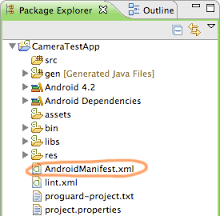 Package Explorer Outline
CameraTestApp
src
gen [Generated Java Files]
Android 4.2
Android Dependencies
assets
bin
libs
res
AndroidManifest.xml
lint.xml
proguard-project.txt
project.properties